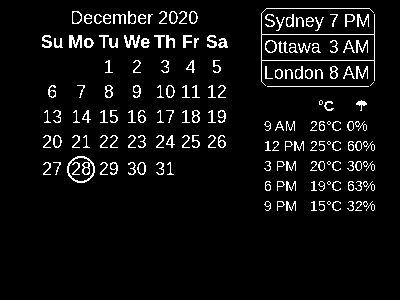 December 2020
Su Mo Tu We Th Fr Sa
1 2 3 4 5
6 7 8 9 10 11 12
13 14 15 16 17 18 19
20 21 22 23 24 25 26
27 28 29 30 31
Sydney 7 PM
Ottawa 3 AM
London 8 AM
°C ☂
9 AM 26°C 0%
12 PM 25°C 60%
3 PM 20°C 30%
6 PM 19°C 63%
9 PM 15°C 32%